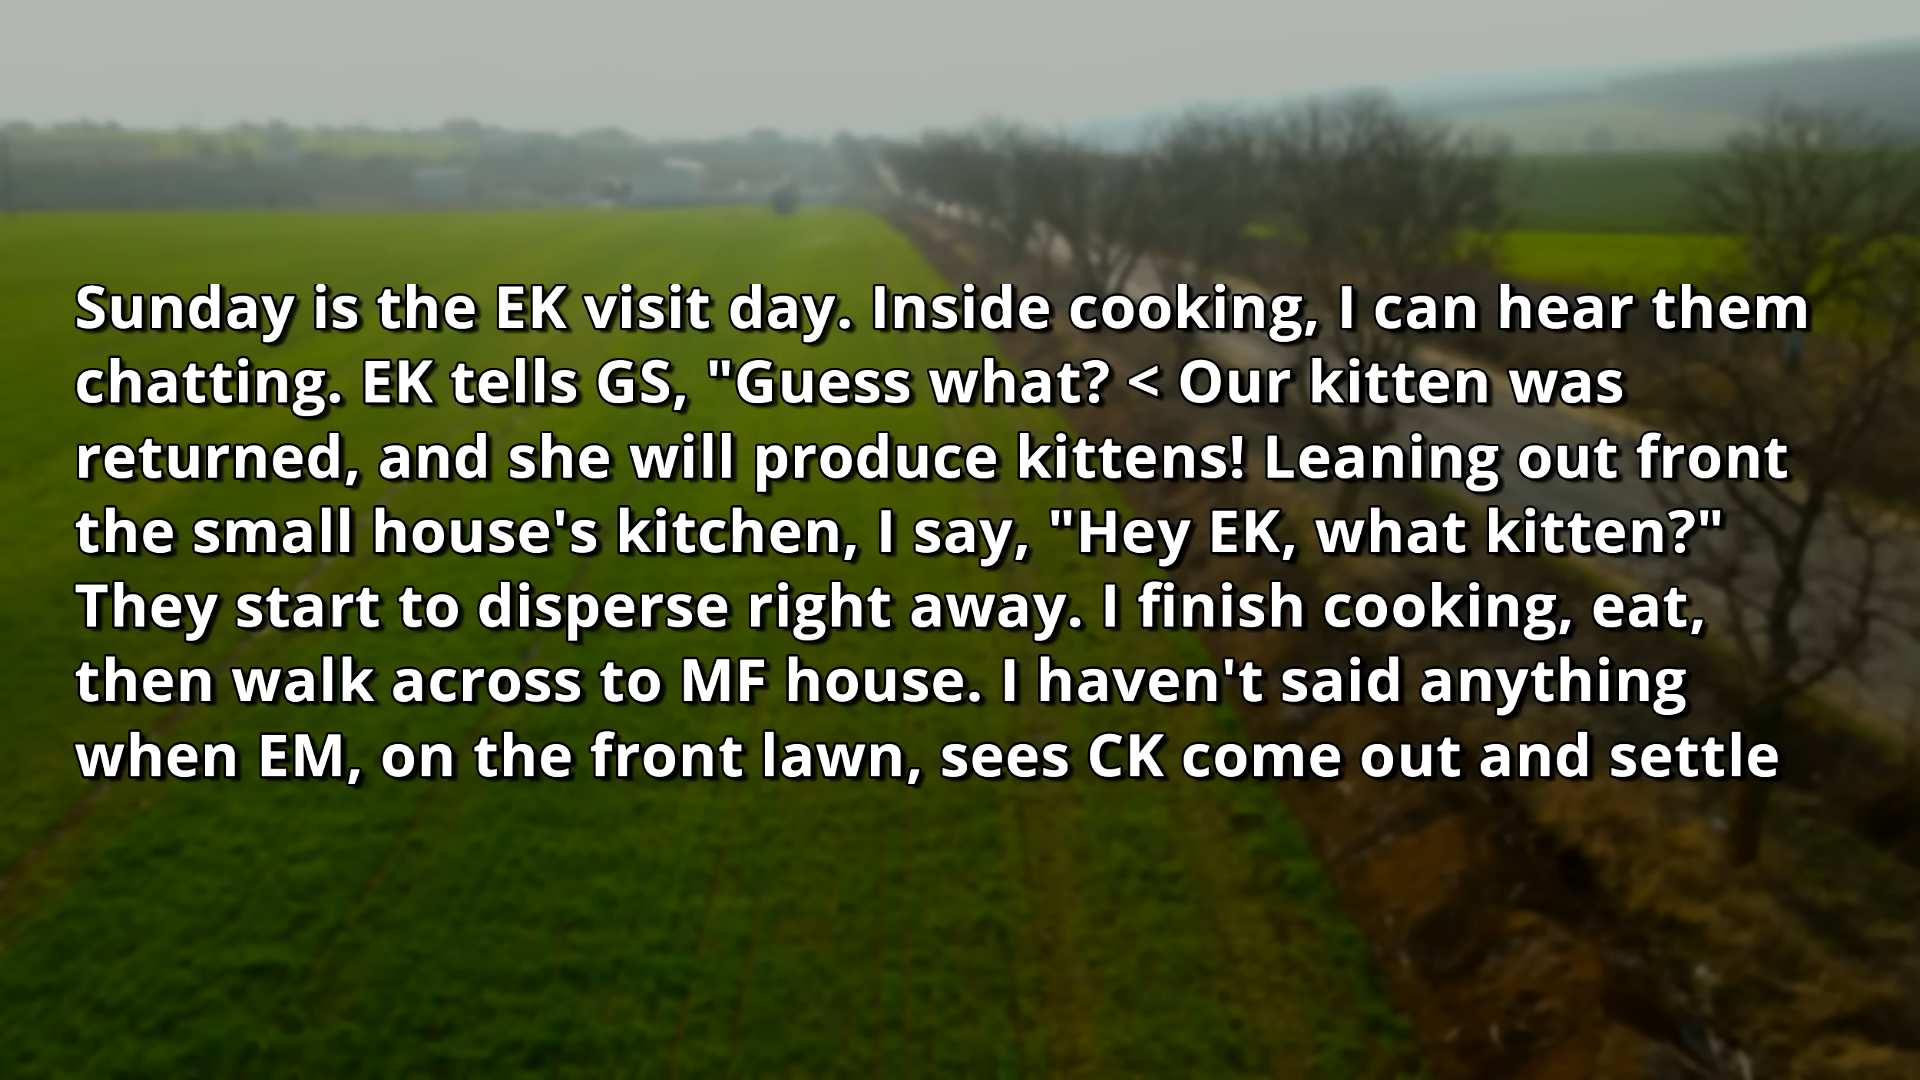 Sunday is the EK visit day. Inside cooking, I can hear them
chatting. EK tells GS, "Guess what? < Our kitten was
returned, and she will produce kittens! Leaning out front
the small house's kitchen, I say, "Hey EK, what kitten?"
They start to disperse right away. I finish cooking, eat,
then walk across to MF house. I haven't said anything
when EM, on the front lawn, sees CK come out and settle